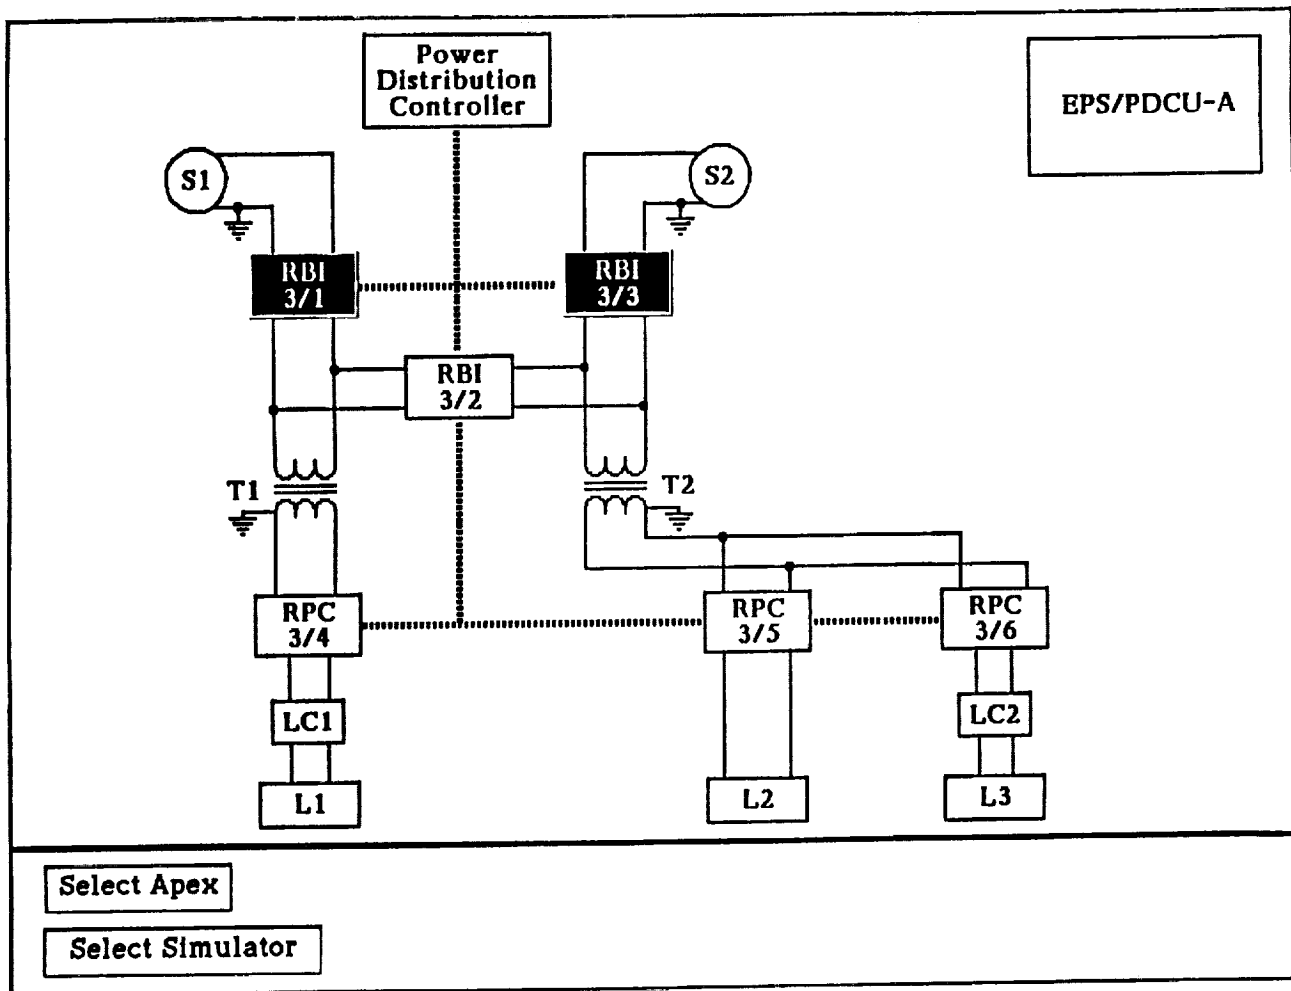 Power
Distribution
Controller
EPS/PDCU-A
S1
S2
RBI
3/1
RBI
3/3
RBI
3/2
T1
T2
RPC
3/4
RPC
3/5
RPC
3/6
LC1
LC2
L1
L2
L3
Select Apex
Select Simulator